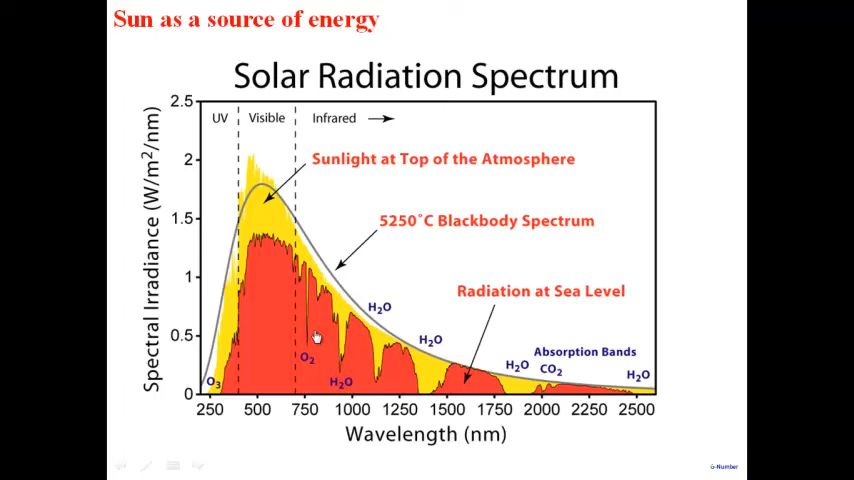 Sun as a source of energy
Solar Radiation Spectrum
UV Visible Infrared
Sunlight at Top of the Atmosphere
5250°C Blackbody Spectrum
Radiation at Sea Level
H₂O
H₂O
H₂O
Absorption Bands
CO₂
H₂O
O₂
H₂O
O₃
Spectral Irradiance (W/m²/nm)
2.5
2
1.5
1
0.5
0
250 500 750 1000 1250 1500 1750 2000 2250 2500
Wavelength (nm)